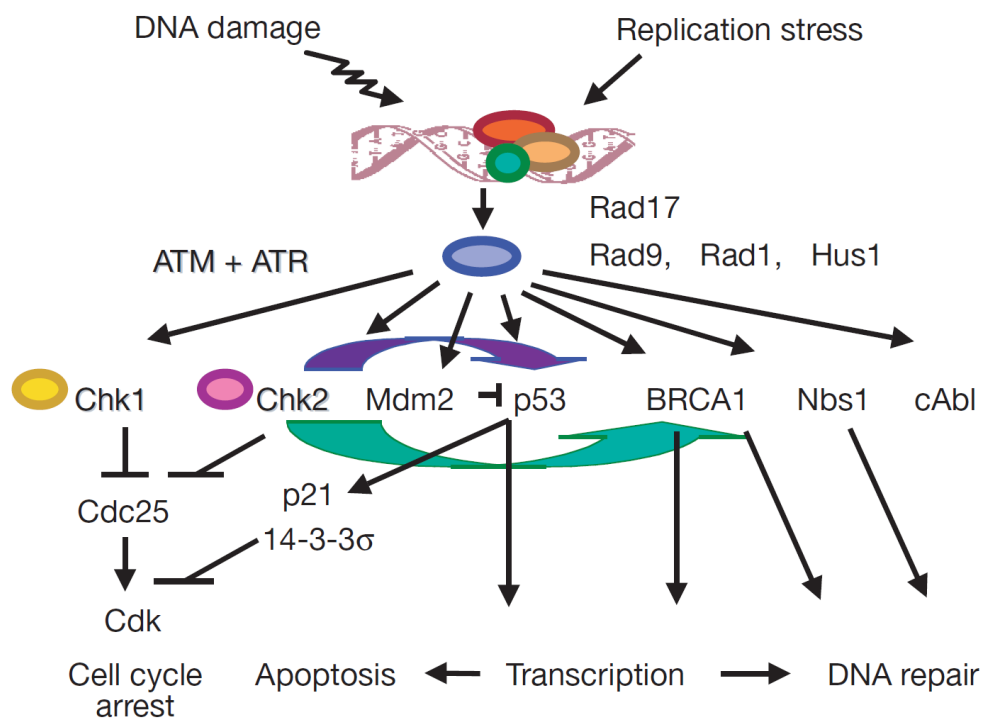 DNA damage
Replication stress
Rad17
ATM + ATR
Rad9, Rad1, Hus1
Chk1
Chk2
Mdm2
p53
BRCA1
Nbs1
cAbl
Cdc25
p21
14-3-3σ
Cdk
Cell cycle
arrest
Apoptosis
Transcription
DNA repair